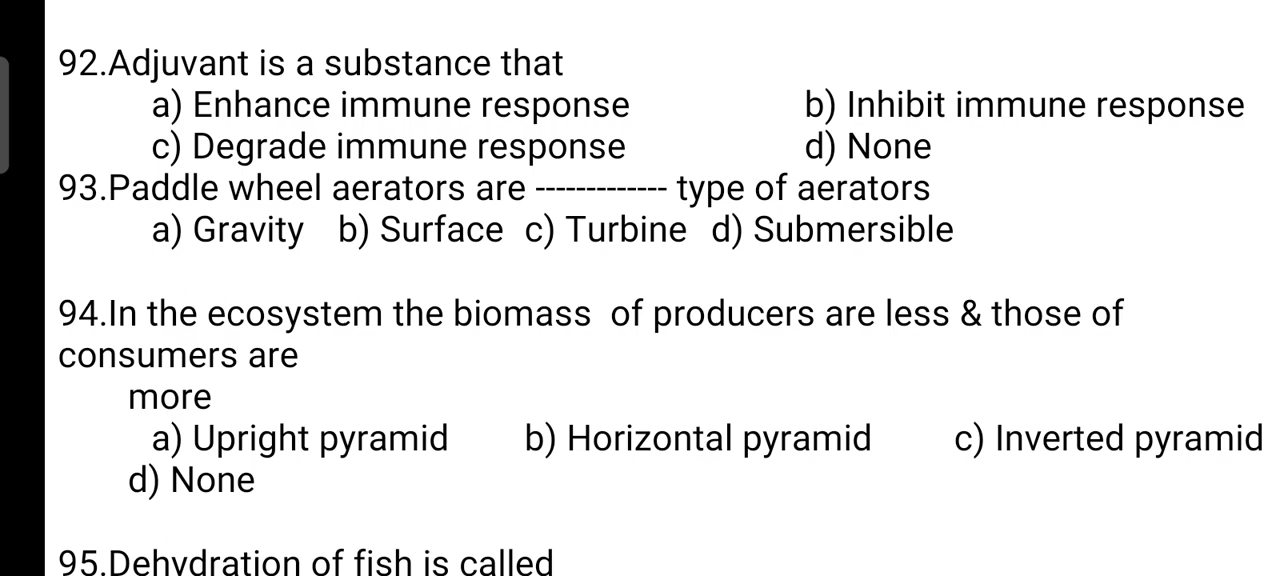 92.Adjuvant is a substance that
a) Enhance immune response b) Inhibit immune response
c) Degrade immune response d) None
93.Paddle wheel aerators are ------------- type of aerators
a) Gravity b) Surface c) Turbine d) Submersible
94.In the ecosystem the biomass of producers are less & those of
consumers are
more
a) Upright pyramid b) Horizontal pyramid c) Inverted pyramid
d) None
95.Dehydration of fish is called